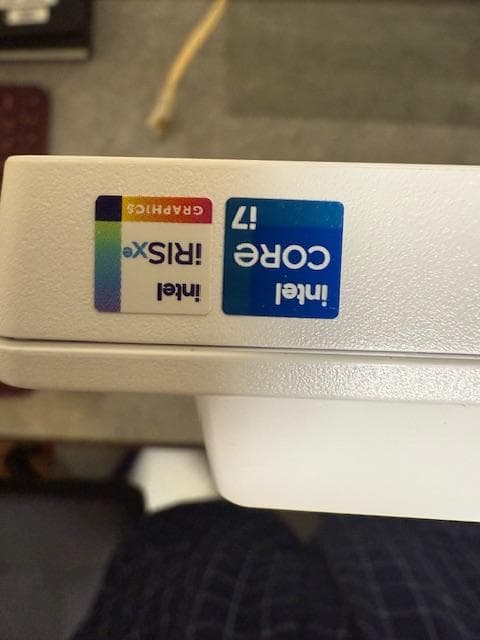 intel
CORE
i7
intel
iRISxe
GRAPHICS